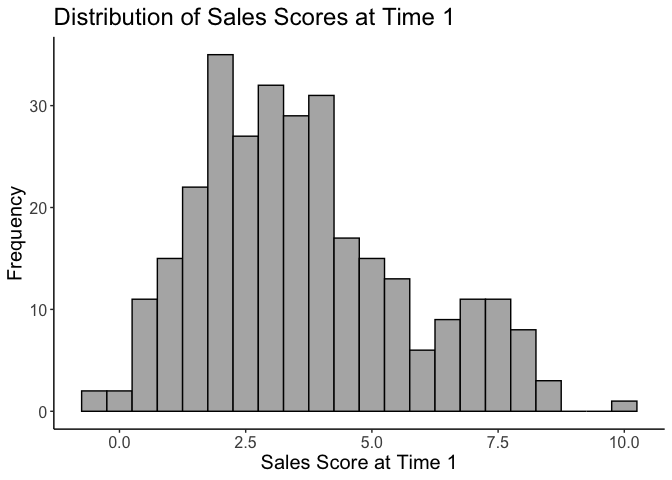 Distribution of Sales Scores at Time 1
Frequency
30
20
10
0
0.0 2.5 5.0 7.5 10.0
Sales Score at Time 1